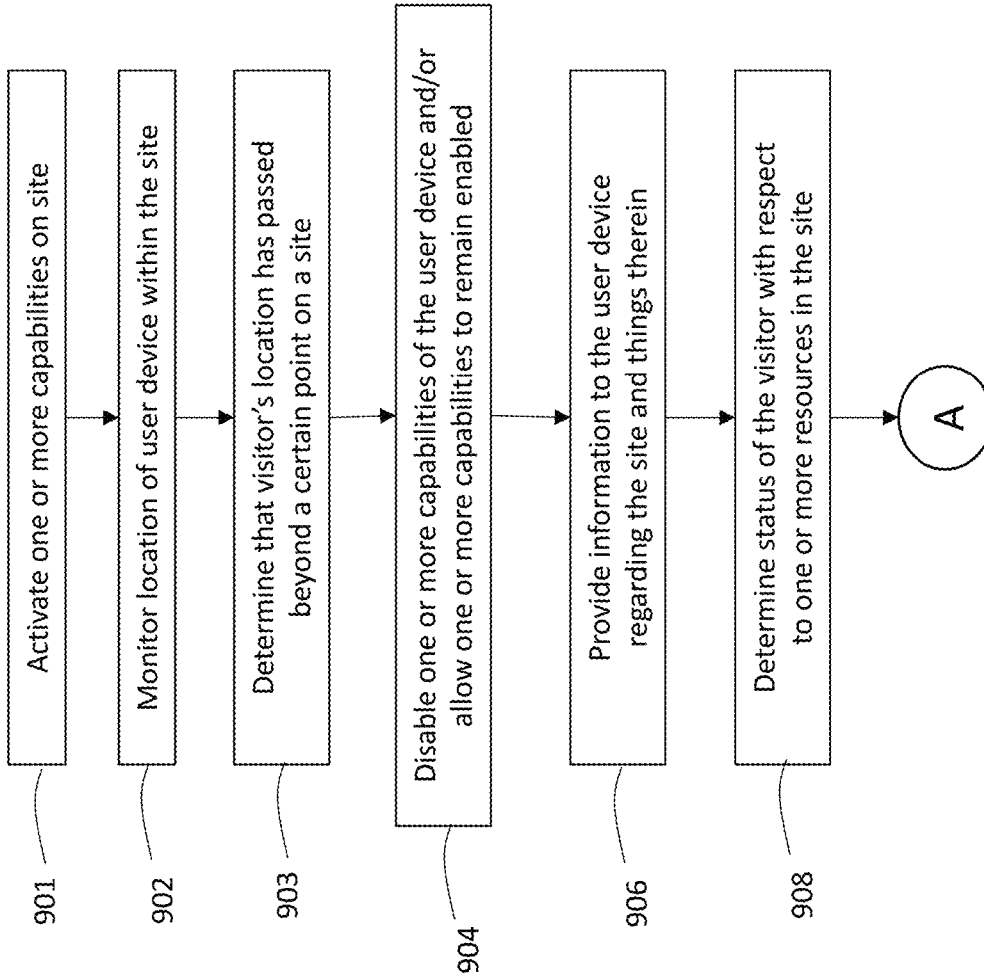 901
Activate one or more capabilities on site
902
Monitor location of user device within the site
903
Determine that visitor's location has passed
beyond a certain point on a site
904
Disable one or more capabilities of the user device and/or
allow one or more capabilities to remain enabled
906
Provide information to the user device
regarding the site and things therein
908
Determine status of the visitor with respect
to one or more resources in the site
A